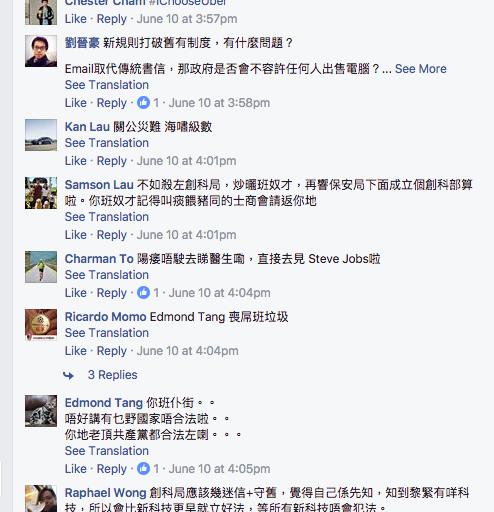 Chester Cham #IChooseUber
Like · Reply · June 10 at 3:57pm
劉晉豪 新規則打破舊有制度，有什麼問題？
Email取代傳統書信，那政府是否會不容許任何人出售電腦？... See More
See Translation
Like · Reply · 1 · June 10 at 3:58pm
Kan Lau 關公災難 海嘯級數
See Translation
Like · Reply · June 10 at 4:01pm
Samson Lau 不如殺左創科局，炒曬班奴才，再響保安局下面成立個創科部算
啦。你班奴才記得叫痰餵豬同的士商會請返你地
See Translation
Like · Reply · June 10 at 4:01pm
Charman To 陽痿唔駛去睇醫生嘞，直接去見 Steve Jobs啦
See Translation
Like · Reply · 1 · June 10 at 4:04pm
Ricardo Momo Edmond Tang 喪屌班垃圾
See Translation
Like · Reply · June 10 at 4:04pm
3 Replies
Edmond Tang 你班仆街。。
唔好講有乜野國家唔合法啦。。
你地老頂共產黨都合法左喇。。。
See Translation
Like · Reply · 1 · June 10 at 4:05pm
Raphael Wong 創科局應該幾迷信+守舊，覺得自己係先知，知到黎緊有咩科
技，所以會比新科技更早就立好法，等所有新科技唔會犯法。